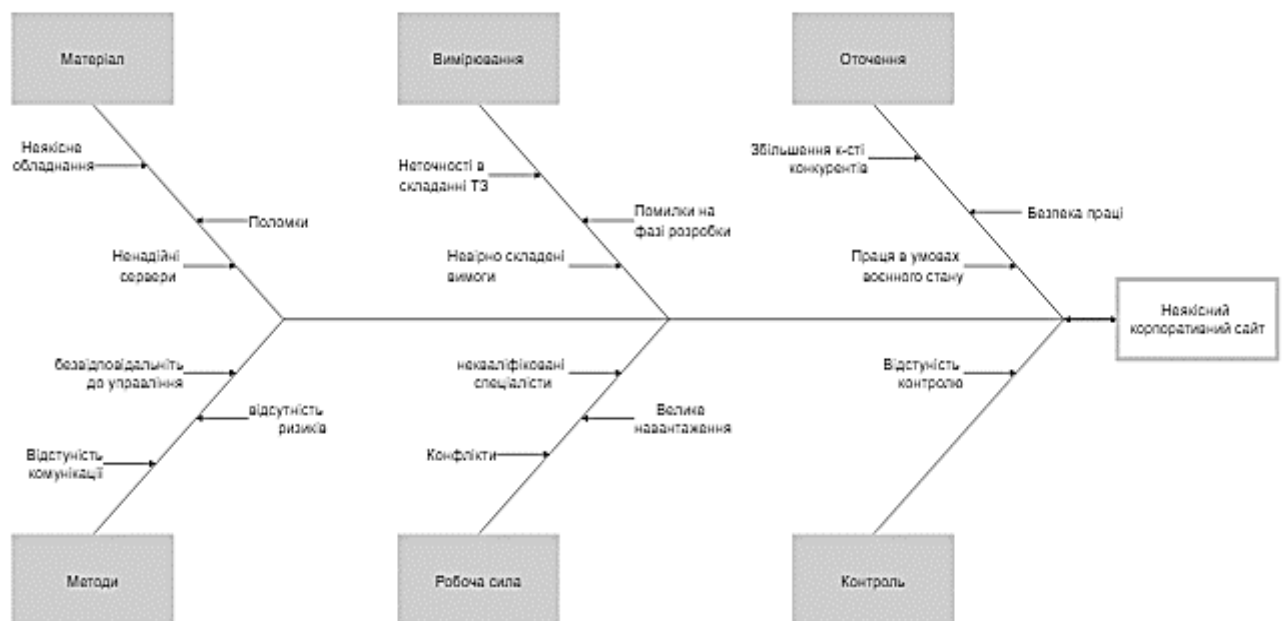 Матеріал
Вимірювання
Оточення
Неякісне
обладнання
Поломки
Ненадійні
сервери
Неточності в
складанні ТЗ
Помилки на
фазі розробки
Невірно складені
вимоги
Збільшення к-сті
конкурентів
Безпека праці
Праця в умовах
воєнного стану
Неякісний
корпоративний сайт
безвідповідальніть
до управління
відсутність
ризиків
Відстуність
комунікації
некваліфіковані
спеціалісти
Велике
навантаження
Конфлікти
Відстуність
контролю
Методи
Робоча сила
Контроль